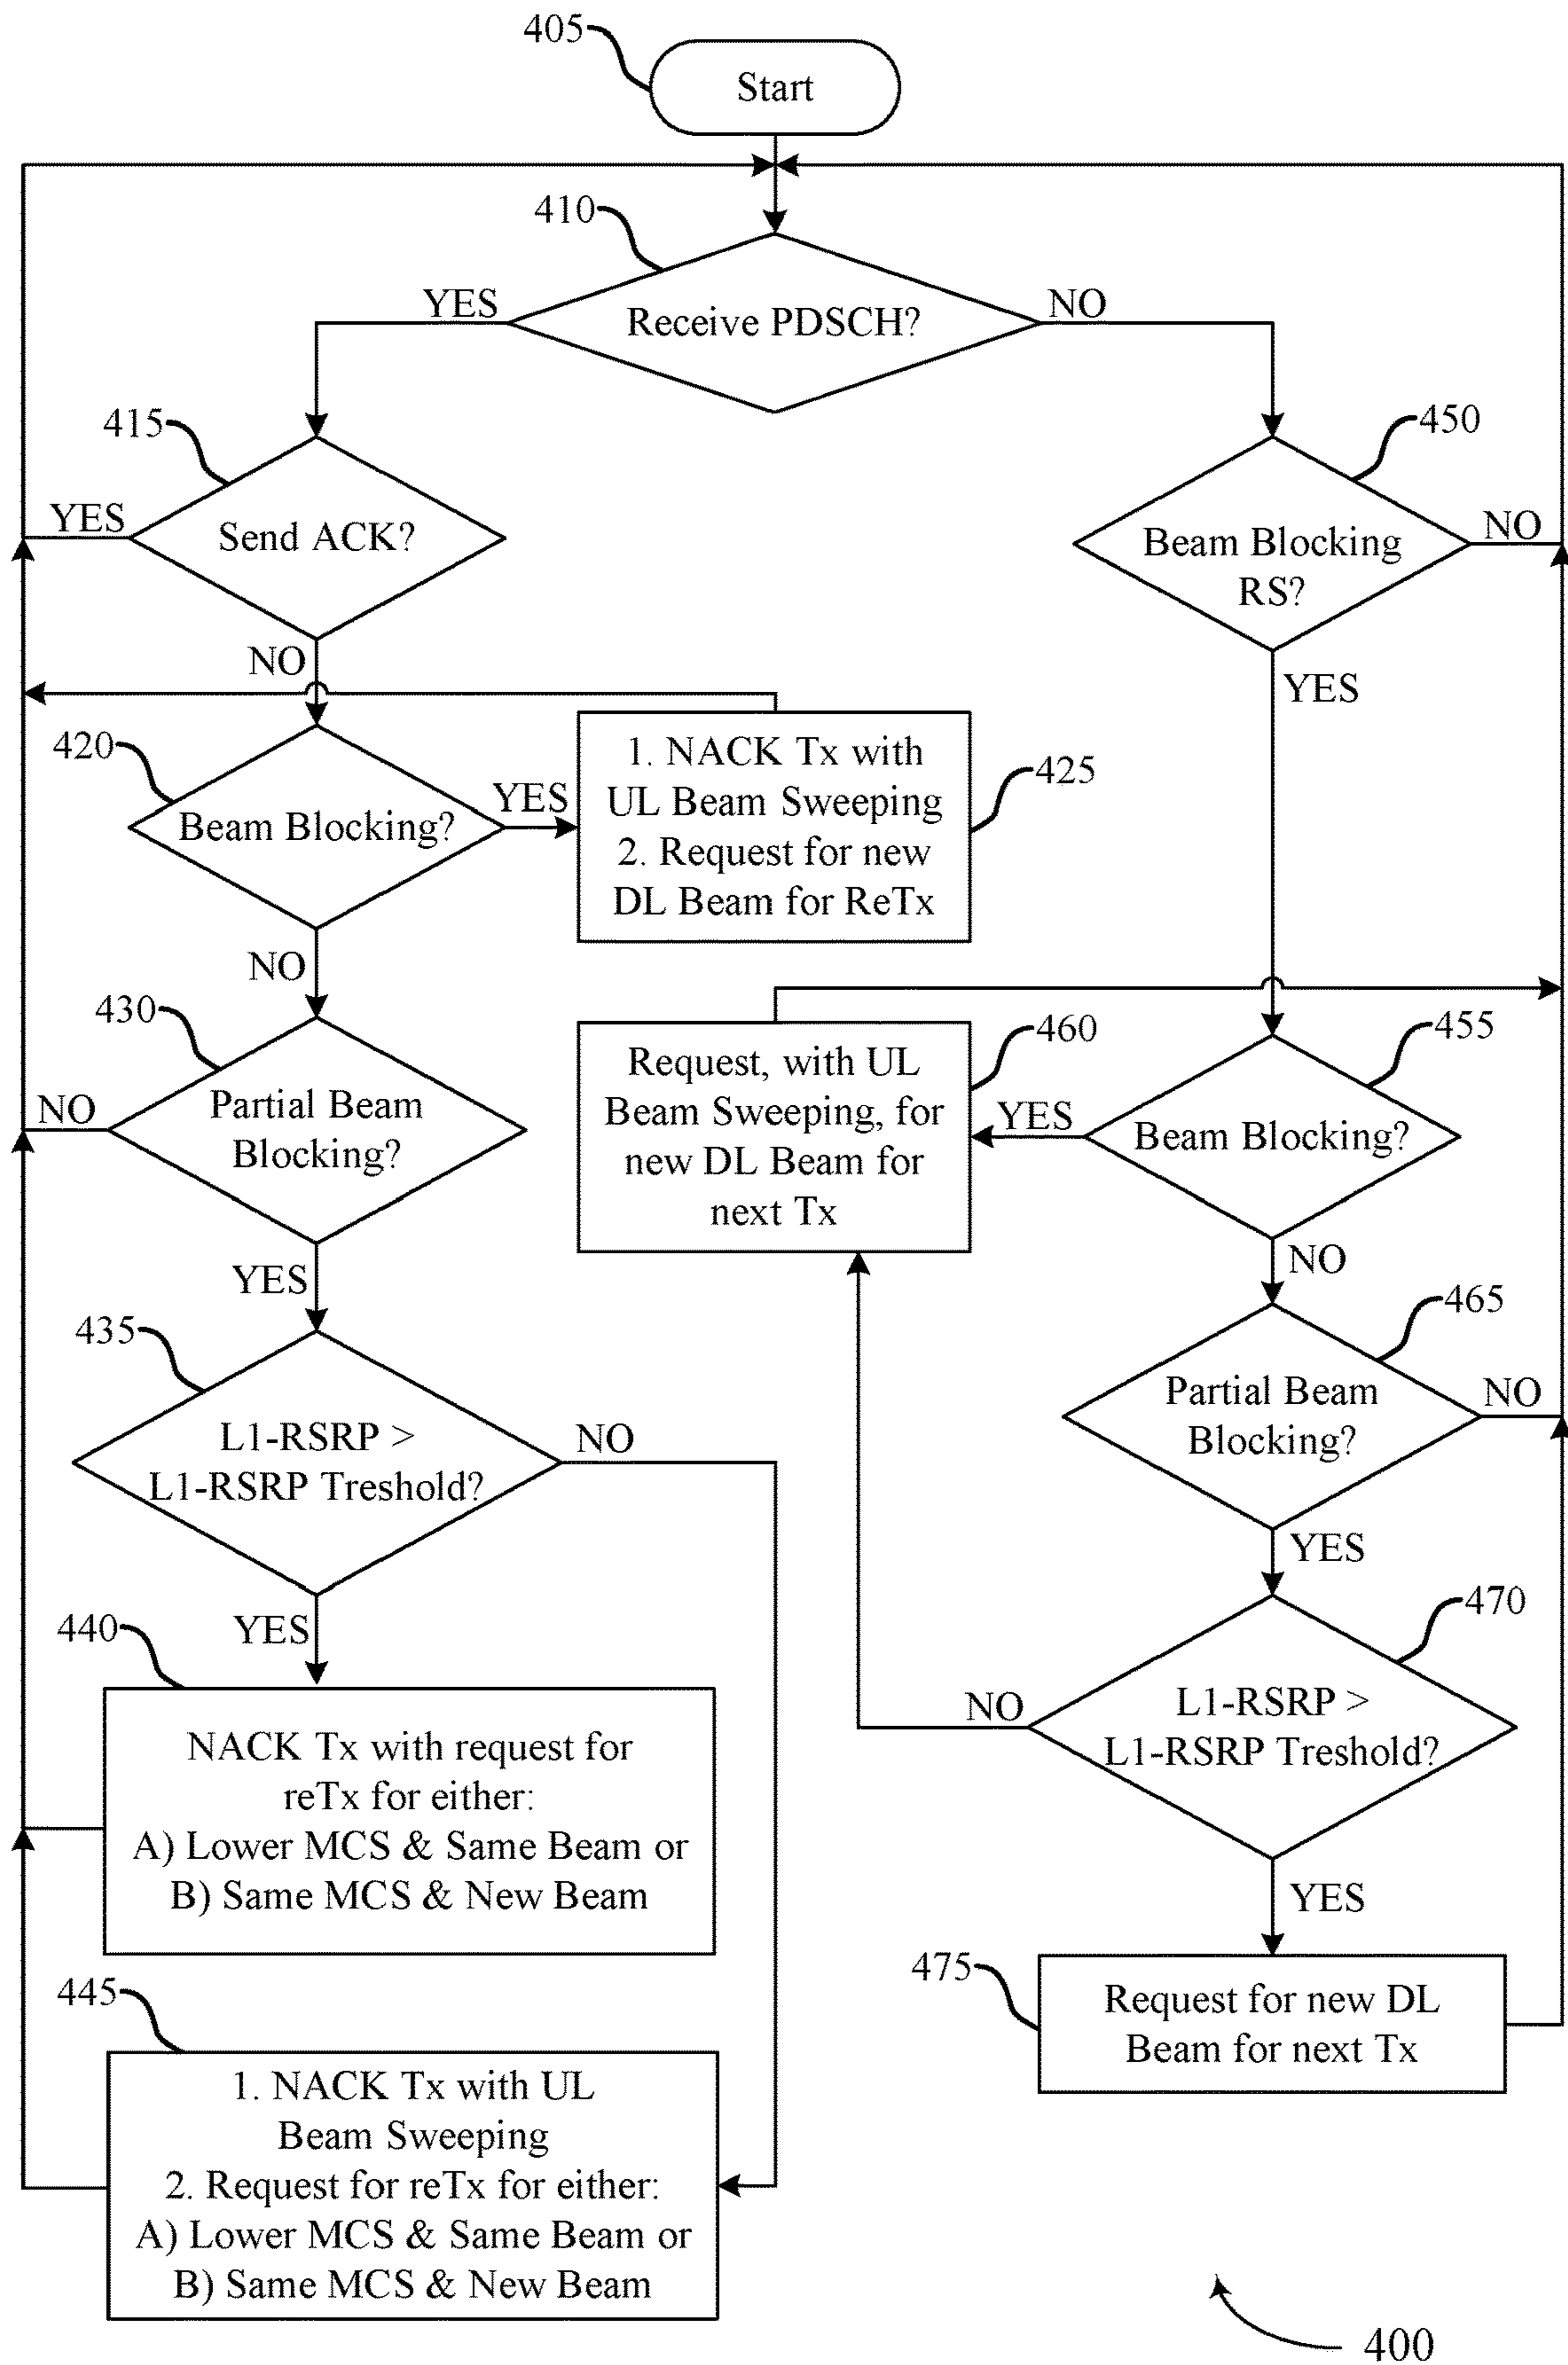 405
Start
410
YES
Receive PDSCH?
NO
415
450
YES
Send ACK?
NO
Beam Blocking
RS?
NO
YES
420
Beam Blocking?
YES
1. NACK Tx with
UL Beam Sweeping
2. Request for new
DL Beam for ReTx
425
NO
430
Partial Beam
Blocking?
NO
460
Request, with UL
Beam Sweeping, for
new DL Beam for
next Tx
455
YES
Beam Blocking?
NO
YES
435
L1-RSRP >
L1-RSRP Treshold?
NO
465
Partial Beam
Blocking?
NO
YES
YES
440
NACK Tx with request for
reTx for either:
A) Lower MCS & Same Beam or
B) Same MCS & New Beam
470
L1-RSRP >
L1-RSRP Treshold?
NO
YES
445
1. NACK Tx with UL
Beam Sweeping
2. Request for reTx for either:
A) Lower MCS & Same Beam or
B) Same MCS & New Beam
475
Request for new DL
Beam for next Tx
400